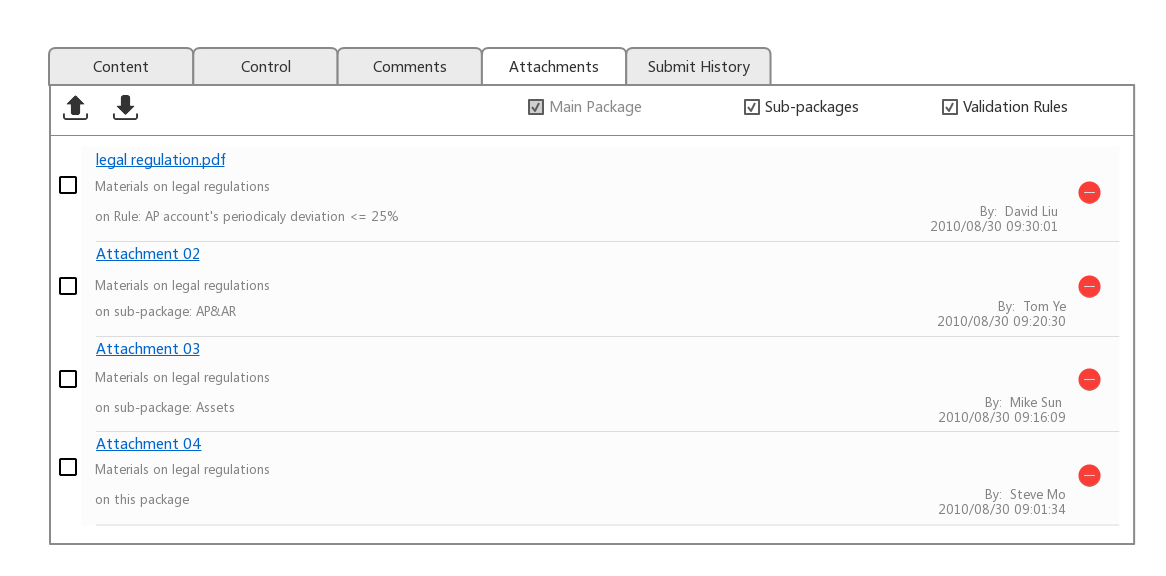 Content
Control
Comments
Attachments
Submit History
Main Package
Sub-packages
Validation Rules
legal regulation.pdf
Materials on legal regulations
on Rule: AP account's periodicaly deviation <= 25%
By: David Liu
2010/08/30 09:30:01
Attachment 02
Materials on legal regulations
on sub-package: AP&AR
By: Tom Ye
2010/08/30 09:20:30
Attachment 03
Materials on legal regulations
on sub-package: Assets
By: Mike Sun
2010/08/30 09:16:09
Attachment 04
Materials on legal regulations
on this package
By: Steve Mo
2010/08/30 09:01:34